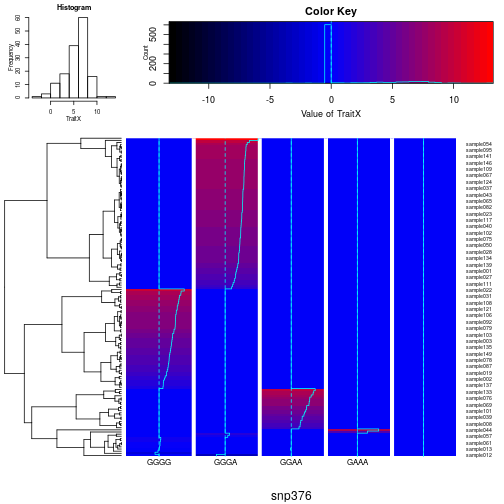 Histogram
Frequency
0 10 20 30 40 50 60
0 5 10
TraitX
Color Key
Count
0 200
-10 -5 0 5 10
Value of TraitX
sample054
sample095
sample141
sample146
sample109
sample067
sample124
sample037
sample043
sample065
sample082
sample023
sample117
sample040
sample102
sample075
sample050
sample028
sample134
sample139
sample001
sample027
sample111
sample022
sample031
sample108
sample121
sample106
sample092
sample079
sample103
sample003
sample135
sample149
sample078
sample087
sample019
sample002
sample137
sample133
sample076
sample069
sample101
sample039
sample008
sample044
sample057
sample061
sample013
sample012
GGGG GGGA GGAA GAAA
snp376